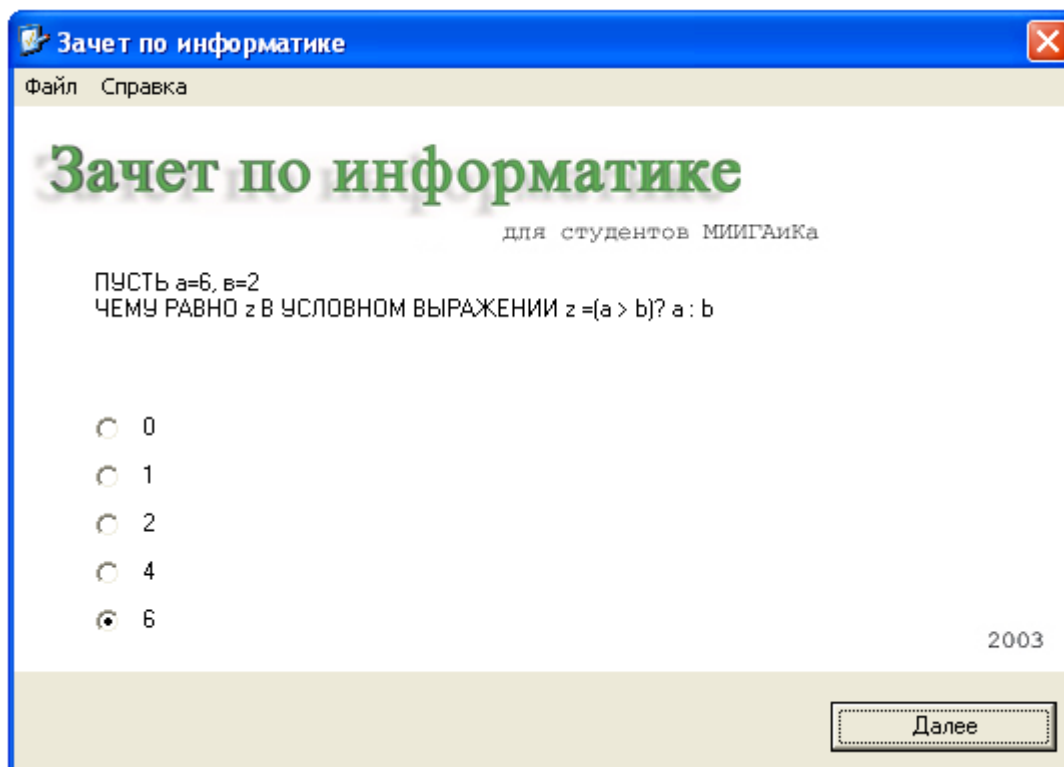 Зачет по информатике
Файл Справка
Зачет по информатике
для студентов МИИГАиКа
ПУСТЬ a=6, в=2
ЧЕМУ РАВНО z В УСЛОВНОМ ВЫРАЖЕНИИ z =(a > b)? a : b
0
1
2
4
6
2003
Далее